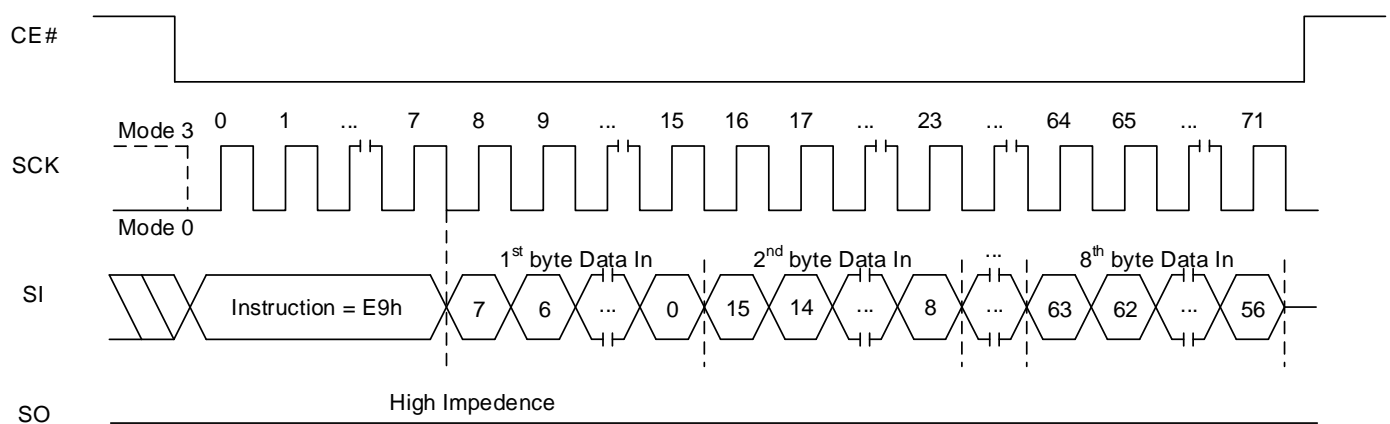 CE#
0 1 ... 7 8 9 ... 15 16 17 ... 23 ... 64 65 ... 71
Mode 3
SCK
Mode 0
1st byte Data In 2nd byte Data In ... 8th byte Data In
SI Instruction = E9h 7 6 ... 0 15 14 ... 8 ... 63 62 ... 56
High Impedence
SO